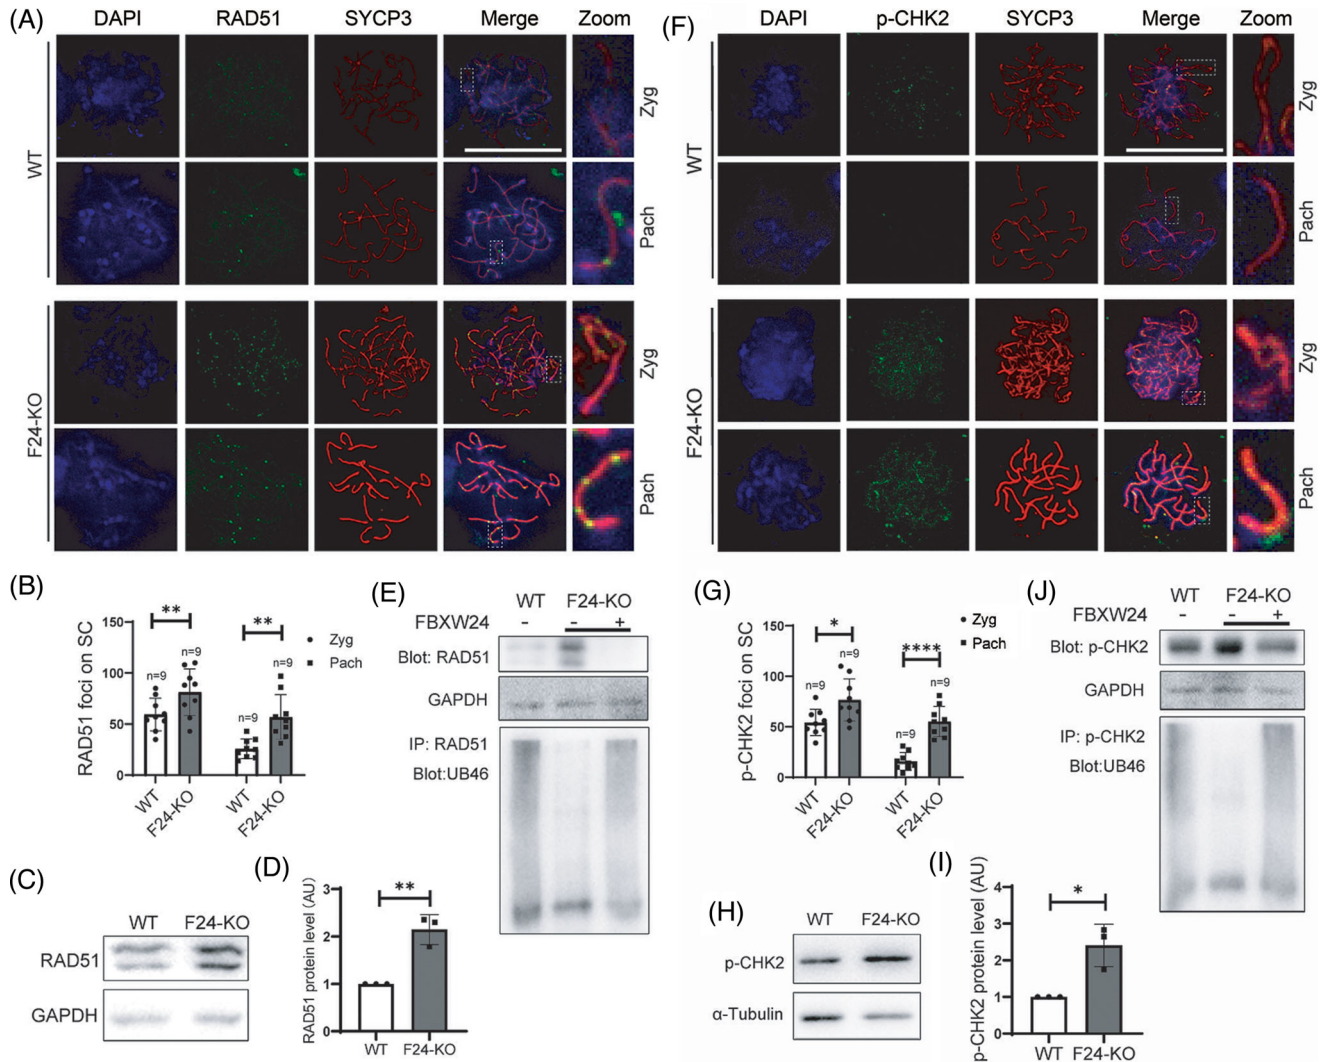 (A)
DAPI RAD51 SYCP3 Merge Zoom
WT
Zyg
Pach
F24-KO
Zyg
Pach
(F)
DAPI p-CHK2 SYCP3 Merge Zoom
WT
Zyg
Pach
F24-KO
Zyg
Pach
(B)
RAD51 foci on SC
150
100
50
0
** **
n=9 n=9 n=9 n=9
Zyg
Pach
WT F24-KO WT F24-KO
(C)
WT F24-KO
RAD51
GAPDH
(D)
RAD51 protein level (AU)
3
2
1
0
**
WT F24-KO
(E)
WT F24-KO
FBXW24 - - +
Blot: RAD51
GAPDH
IP: RAD51
Blot:UB46
(G)
p-CHK2 foci on SC
150
100
50
0
* ****
n=9 n=9 n=9 n=9
Zyg
Pach
WT F24-KO WT F24-KO
(H)
WT F24-KO
p-CHK2
α-Tubulin
(I)
p-CHK2 protein level (AU)
4
3
2
1
0
*
WT F24-KO
(J)
WT F24-KO
FBXW24 - - +
Blot: p-CHK2
GAPDH
IP: p-CHK2
Blot:UB46